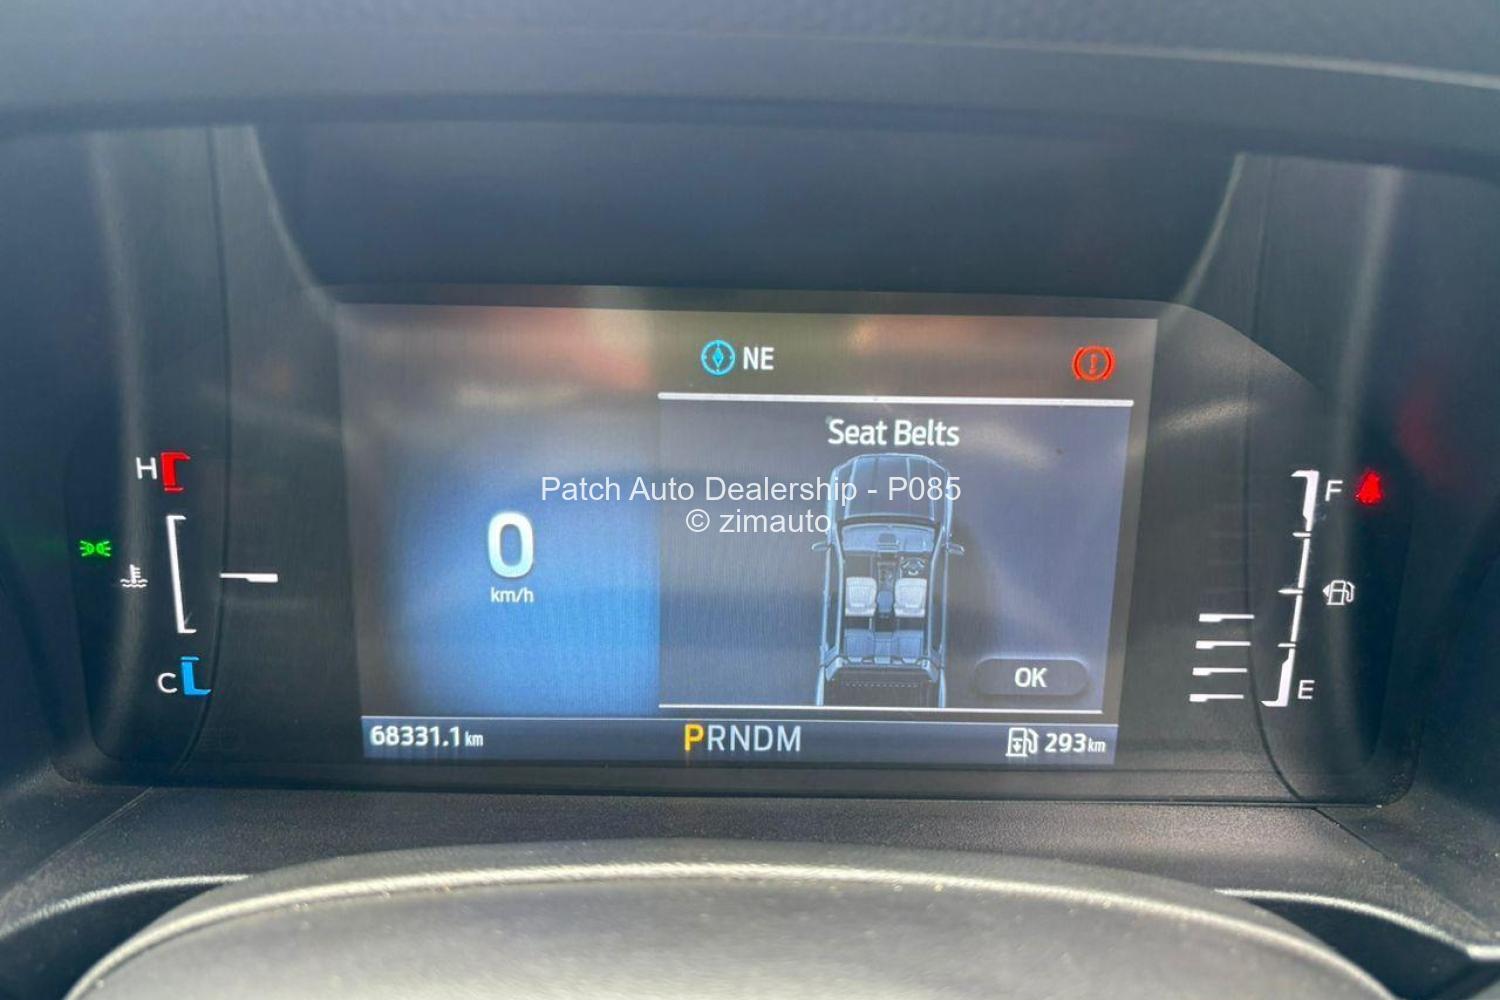 NE
Seat Belts
Patch Auto Dealership - P085
© zimauto
H
F
0
km/h
OK
C
E
68331.1 km
PRNDM
293 km